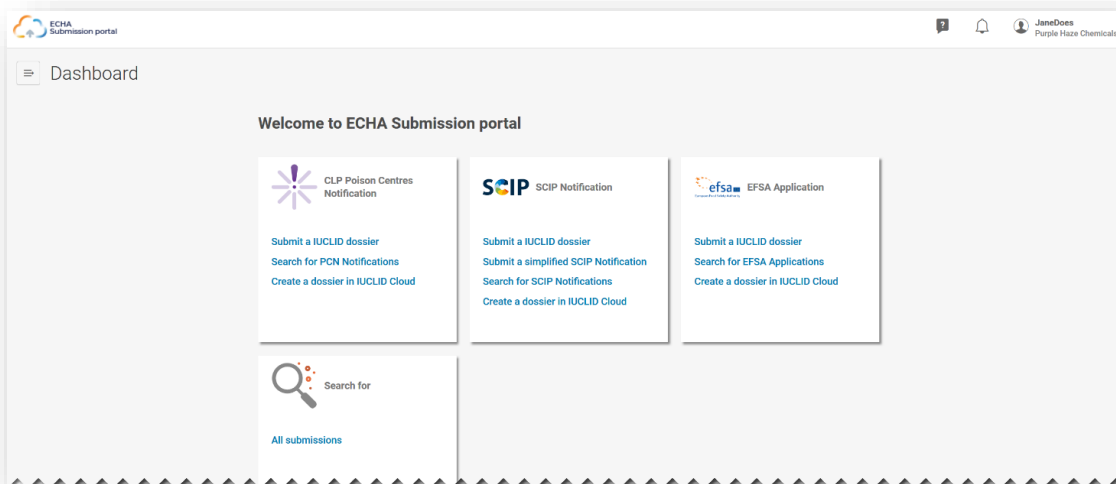 ECHA
Submission portal
?
JaneDoes
Purple Haze Chemicals
Dashboard
Welcome to ECHA Submission portal
CLP Poison Centres
Notification
Submit a IUCLID dossier
Search for PCN Notifications
Create a dossier in IUCLID Cloud
SCIP SCIP Notification
Submit a IUCLID dossier
Submit a simplified SCIP Notification
Search for SCIP Notifications
Create a dossier in IUCLID Cloud
efsa EFSA Application
Submit a IUCLID dossier
Search for EFSA Applications
Create a dossier in IUCLID Cloud
Search for
All submissions